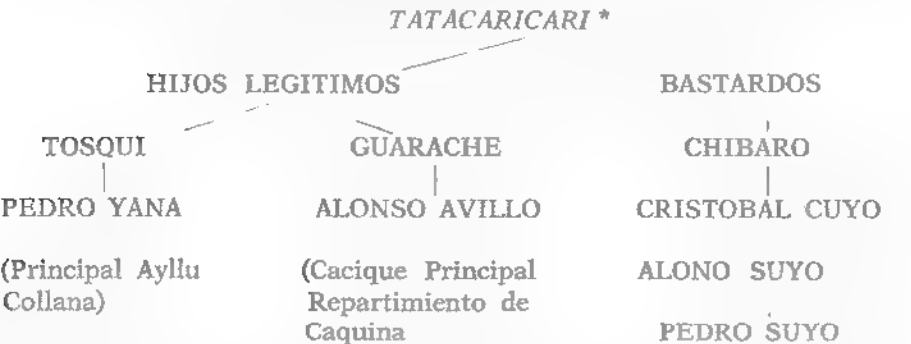 TATACARICARI *
HIJOS LEGITIMOS BASTARDOS
TOSQUI GUARACHE CHIBARO
PEDRO YANA ALONSO AVILLO CRISTOBAL CUYO
(Principal Ayllu (Cacique Principal ALONO SUYO
Collana) Repartimiento de
Caquina PEDRO SUYO